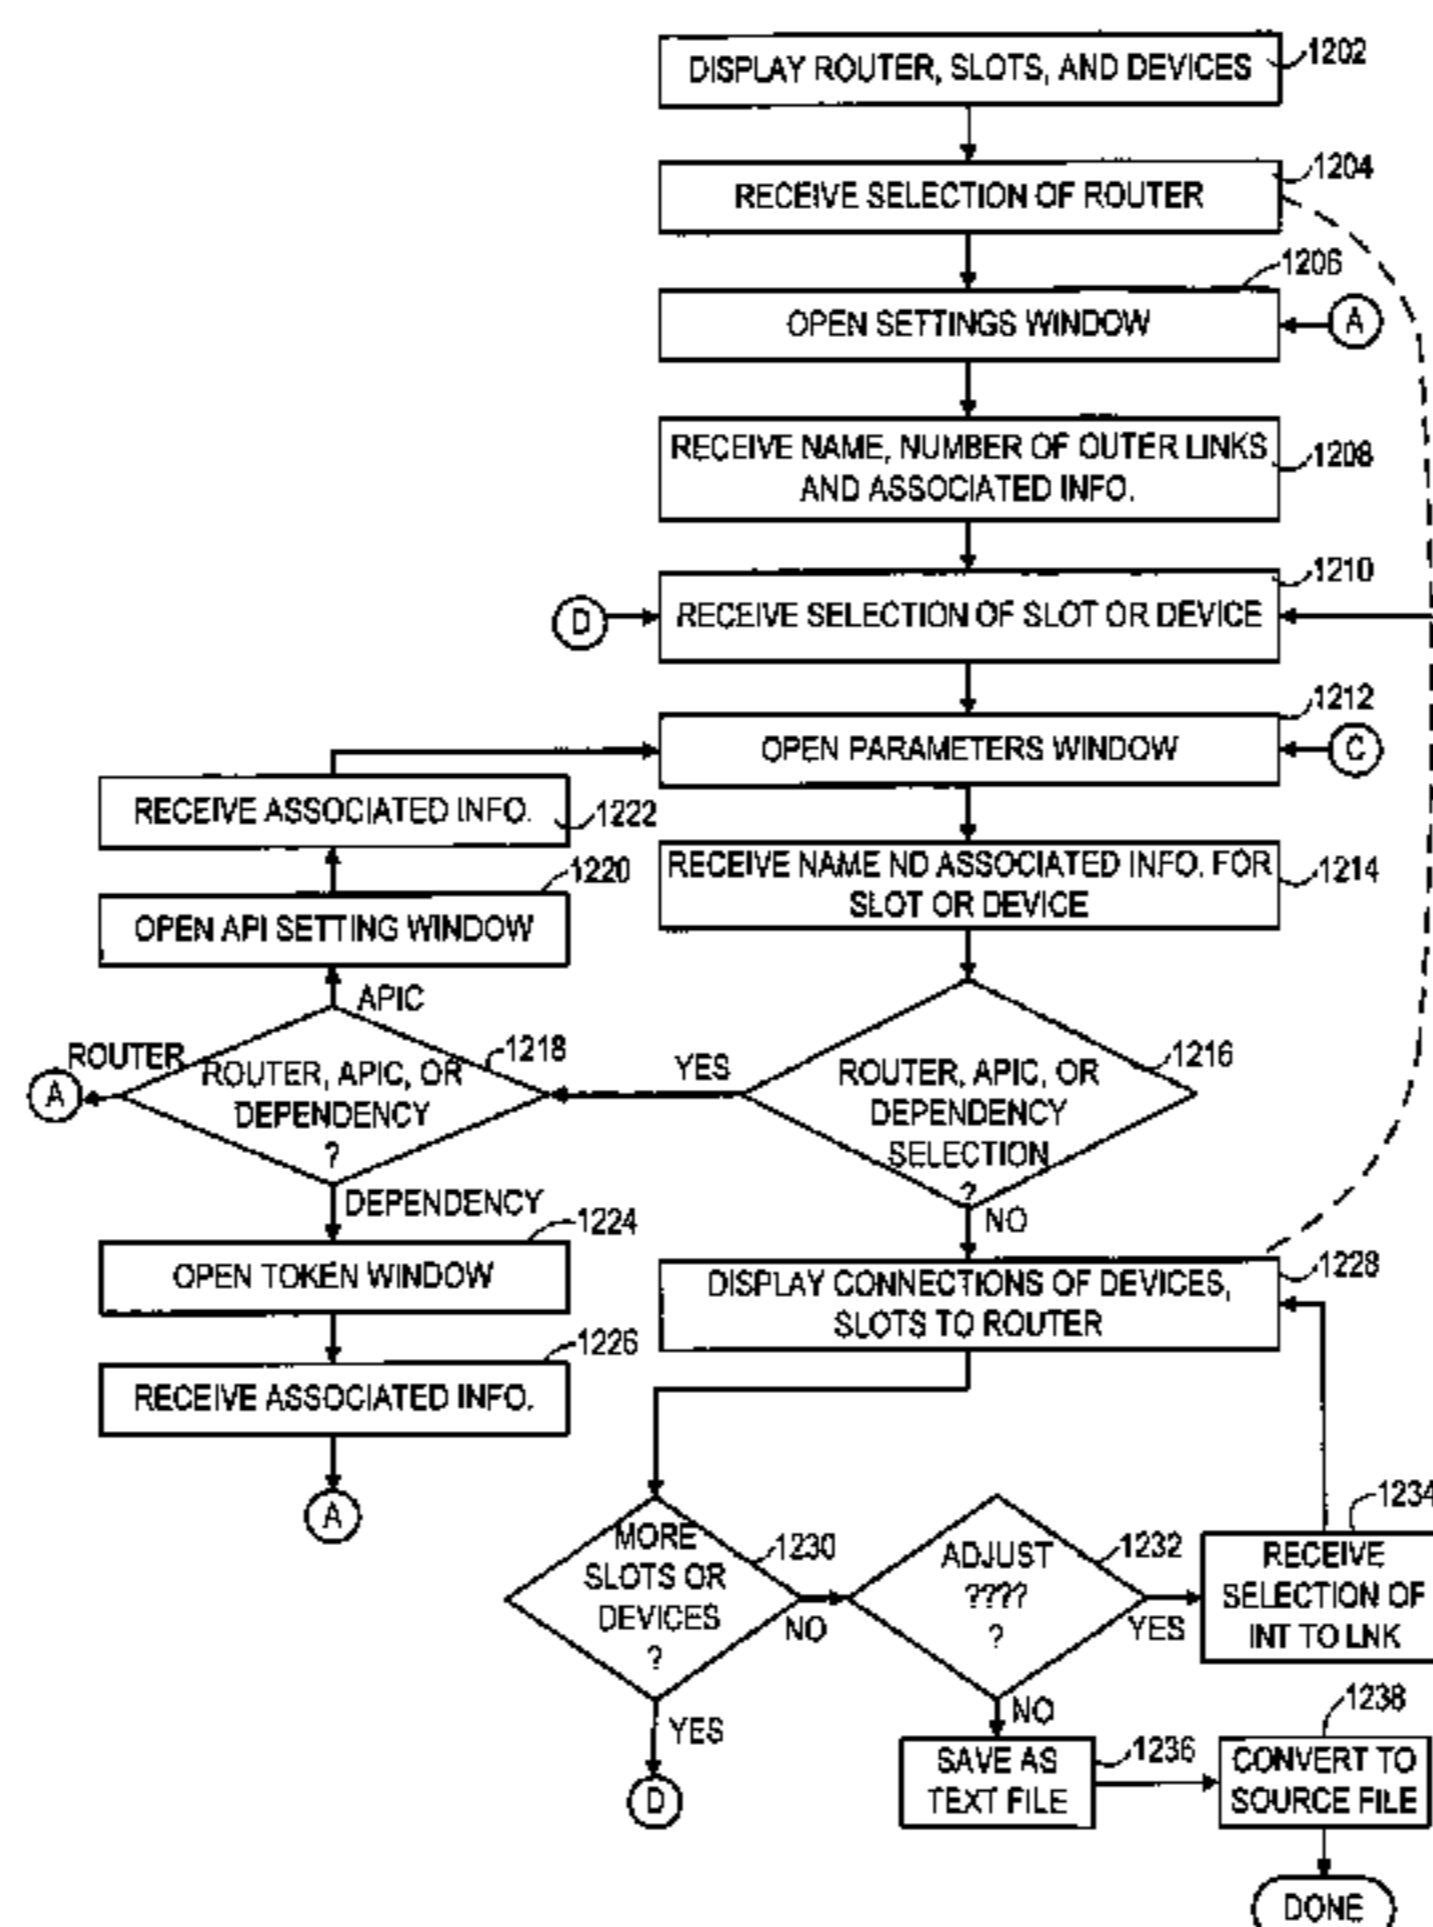 DISPLAY ROUTER, SLOTS, AND DEVICES
1202
RECEIVE SELECTION OF ROUTER
1204
1206
OPEN SETTINGS WINDOW
A
RECEIVE NAME, NUMBER OF OUTER LINKS
AND ASSOCIATED INFO.
1208
1210
D
RECEIVE SELECTION OF SLOT OR DEVICE
1212
OPEN PARAMETERS WINDOW
C
RECEIVE ASSOCIATED INFO.
1222
RECEIVE NAME ND ASSOCIATED INFO. FOR
SLOT OR DEVICE
1214
1220
OPEN API SETTING WINDOW
APIC
ROUTER
A
ROUTER, APIC, OR
DEPENDENCY
?
1218
YES
ROUTER, APIC, OR
DEPENDENCY
SELECTION
?
1216
DEPENDENCY
1224
OPEN TOKEN WINDOW
NO
DISPLAY CONNECTIONS OF DEVICES,
SLOTS TO ROUTER
1228
1226
RECEIVE ASSOCIATED INFO.
A
MORE
SLOTS OR
DEVICES
?
1230
NO
YES
D
ADJUST
????
?
1232
YES
1234
RECEIVE
SELECTION OF
INT TO LNK
NO
SAVE AS
TEXT FILE
1236
1238
CONVERT TO
SOURCE FILE
DONE